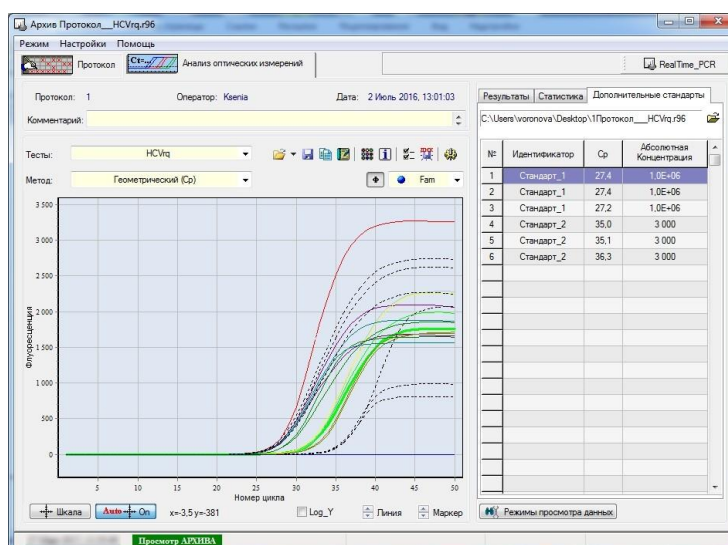 Архив Протокол__HCVrq.r96
Режим Настройки Помощь
Протокол
Ct=...
Анализ оптических измерений
RealTime_PCR
Протокол: 1 Оператор: Ksenia Дата: 2 Июль 2016, 13:01:03
Комментарий:
Тесты: HCVrq
Метод: Геометрический (Cp)
Fam
Флуоресценция
3 500
3 000
2 500
2 000
1 500
1 000
500
0
5 10 15 20 25 30 35 40 45 50
Номер цикла
Шкала Auto On x=-3,5 y=-381 Log_Y Линия Маркер
Просмотр АРХИВА
Результаты Статистика Дополнительные стандарты
C:\Users\voronova\Desktop\1Протокол___HCVrq.r96
№ Идентификатор Cp Абсолютная Концентрация
1 Стандарт_1 27,4 1,0E+06
2 Стандарт_1 27,4 1,0E+06
3 Стандарт_1 27,2 1,0E+06
4 Стандарт_2 35,0 3 000
5 Стандарт_2 35,1 3 000
6 Стандарт_2 36,3 3 000
Режимы просмотра данных